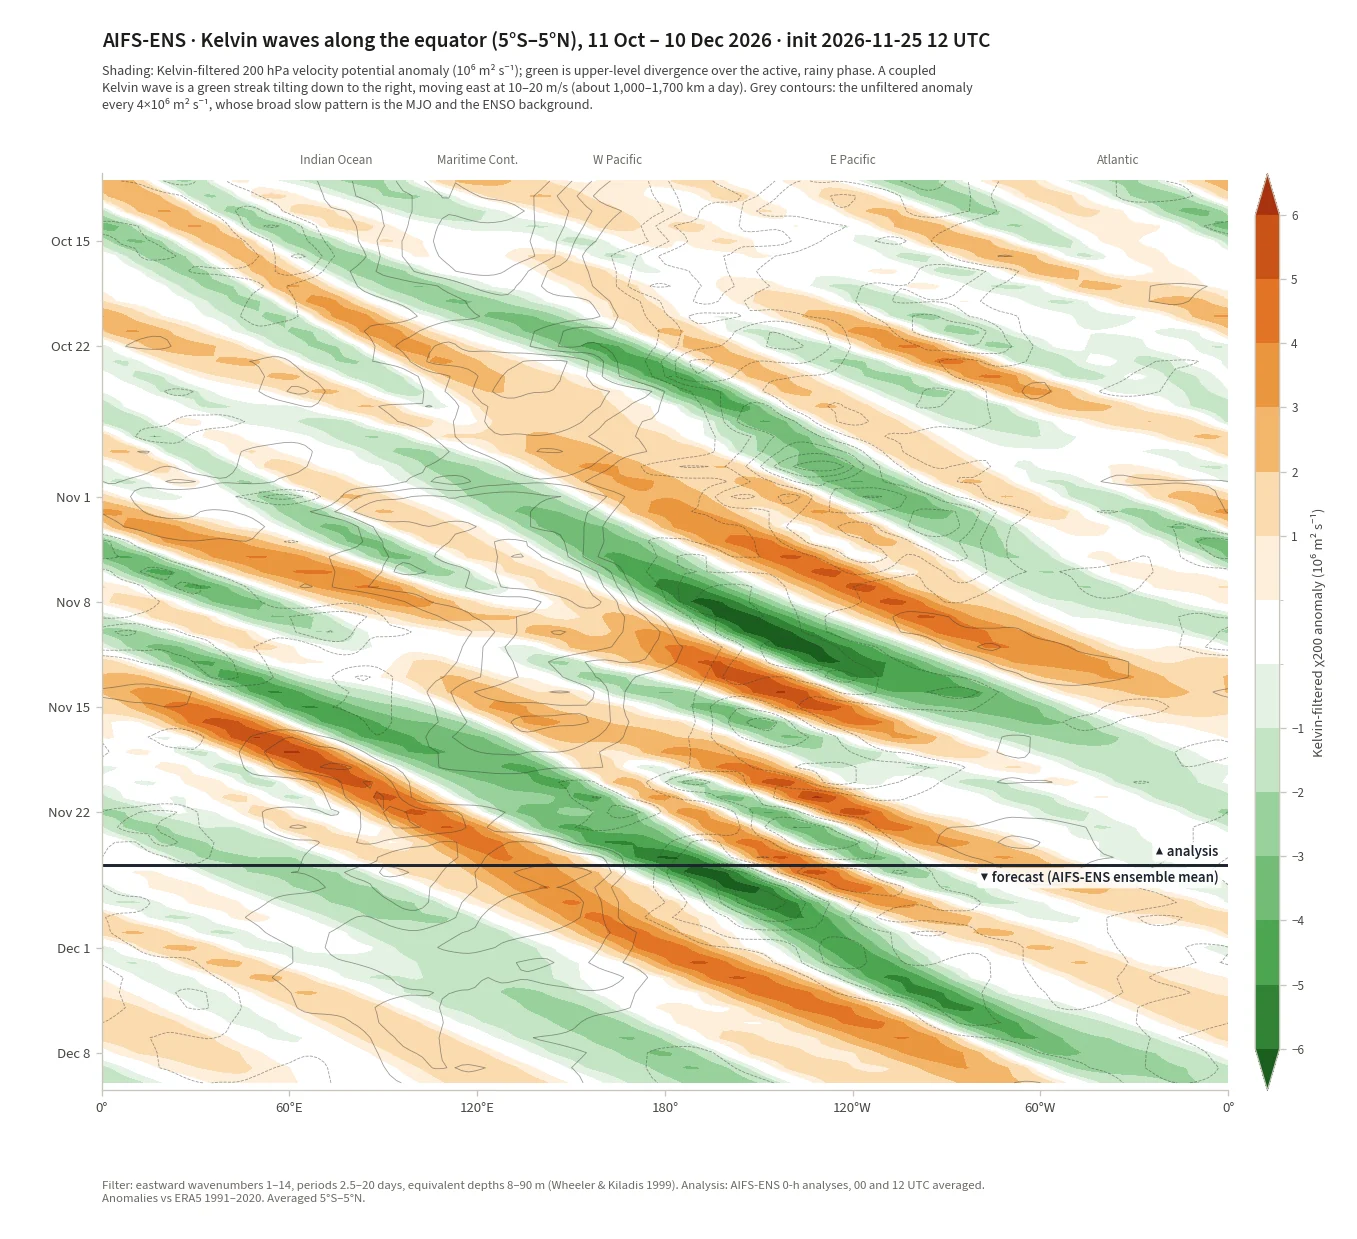 AIFS-ENS · Kelvin waves along the equator (5°S–5°N), 11 Oct – 10 Dec 2026 · init 2026-11-25 12 UTC
Shading: Kelvin-filtered 200 hPa velocity potential anomaly (10⁶ m² s⁻¹); green is upper-level divergence over the active, rainy phase. A coupled
Kelvin wave is a green streak tilting down to the right, moving east at 10–20 m/s (about 1,000–1,700 km a day). Grey contours: the unfiltered anomaly
every 4×10⁶ m² s⁻¹, whose broad slow pattern is the MJO and the ENSO background.
Indian Ocean
Maritime Cont.
W Pacific
E Pacific
Atlantic
Oct 15
Oct 22
Nov 1
Nov 8
Nov 15
Nov 22
Dec 1
Dec 8
▲ analysis
▼ forecast (AIFS-ENS ensemble mean)
0°
60°E
120°E
180°
120°W
60°W
0°
6
5
4
3
2
1
−1
−2
−3
−4
−5
−6
Kelvin-filtered χ200 anomaly (10⁶ m² s⁻¹)
Filter: eastward wavenumbers 1–14, periods 2.5–20 days, equivalent depths 8–90 m (Wheeler & Kiladis 1999). Analysis: AIFS-ENS 0-h analyses, 00 and 12 UTC averaged.
Anomalies vs ERA5 1991–2020. Averaged 5°S–5°N.